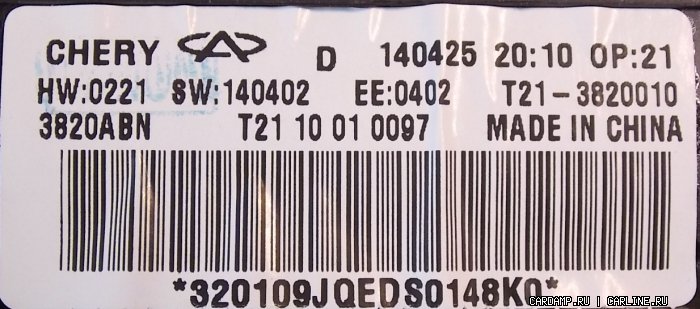 CHERY D 140425 20:10 OP:21
HW:0221 SW:140402 EE:0402 T21-3820010
3820ABN T21 10 01 0097 MADE IN CHINA
*320109JQEDS0148K0*
CARDAMP.RU | CARLINE.RU